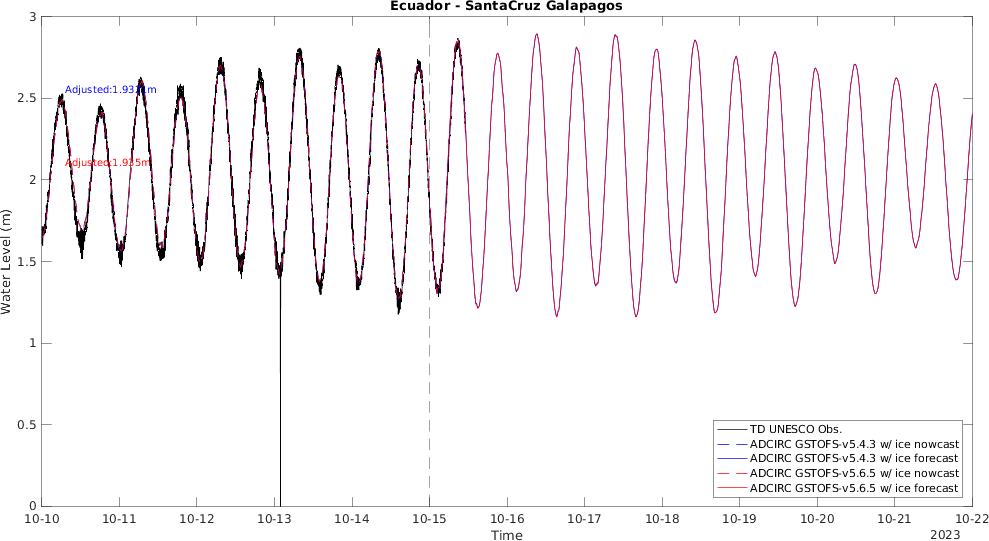 Ecuador - SantaCruz Galapagos
3
2.5
2
1.5
1
0.5
0
Water Level (m)
Adjusted:1.9321m
Adjusted:1.935m
TD UNESCO Obs.
ADCIRC GSTOFS-v5.4.3 w/ ice nowcast
ADCIRC GSTOFS-v5.4.3 w/ ice forecast
ADCIRC GSTOFS-v5.6.5 w/ ice nowcast
ADCIRC GSTOFS-v5.6.5 w/ ice forecast
10-10 10-11 10-12 10-13 10-14 10-15 10-16 10-17 10-18 10-19 10-20 10-21 10-22
Time
2023